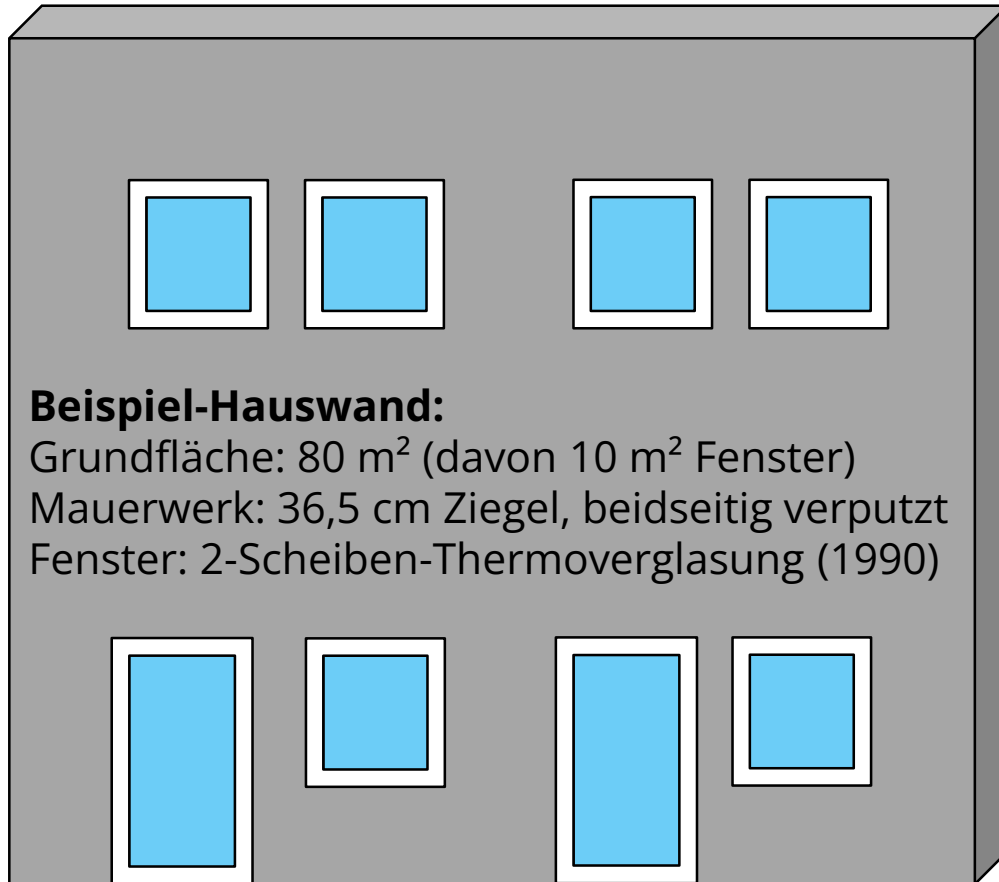 Beispiel-Hauswand:
Grundfläche: 80 m² (davon 10 m² Fenster)
Mauerwerk: 36,5 cm Ziegel, beidseitig verputzt
Fenster: 2-Scheiben-Thermoverglasung (1990)